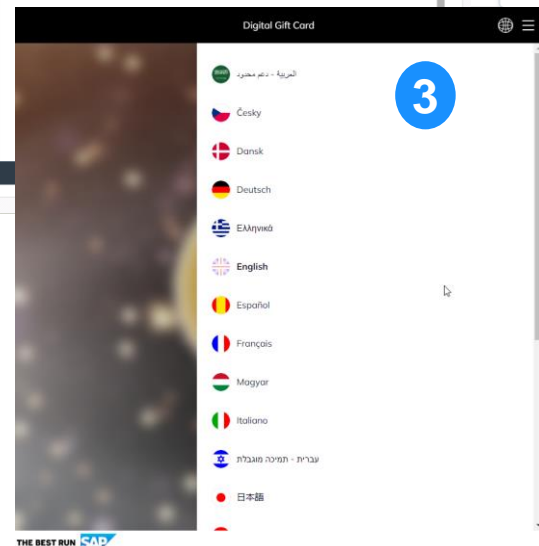 Digital Gift Card
3
العربية - دعم محدود
Česky
Dansk
Deutsch
Ελληνικά
English
Español
Français
Magyar
Italiano
עברית - תמיכה מוגבלת
日本語
THE BEST RUN SAP